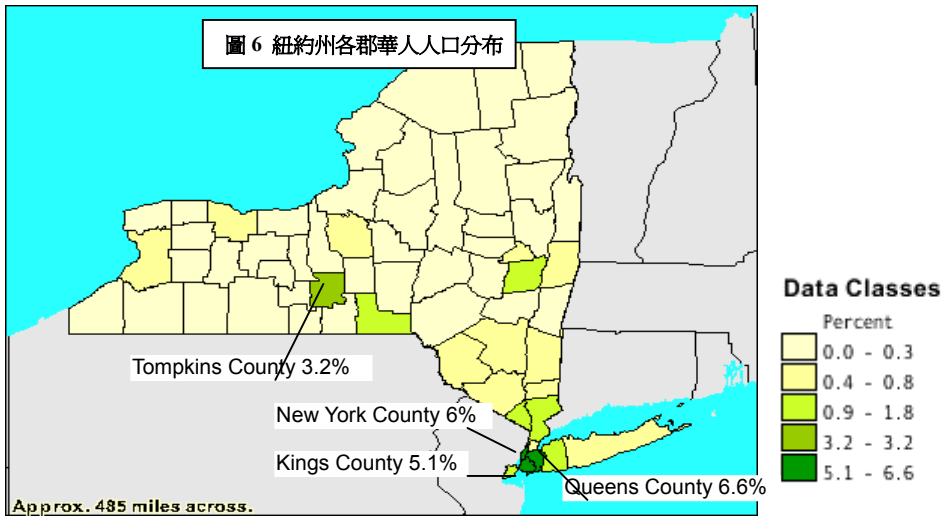 圖 6 紐約州各郡華人人口分布
Tompkins County 3.2%
New York County 6%
Kings County 5.1%
Queens County 6.6%
Approx. 485 miles across.
Data Classes
Percent
0.0 - 0.3
0.4 - 0.8
0.9 - 1.8
3.2 - 3.2
5.1 - 6.6